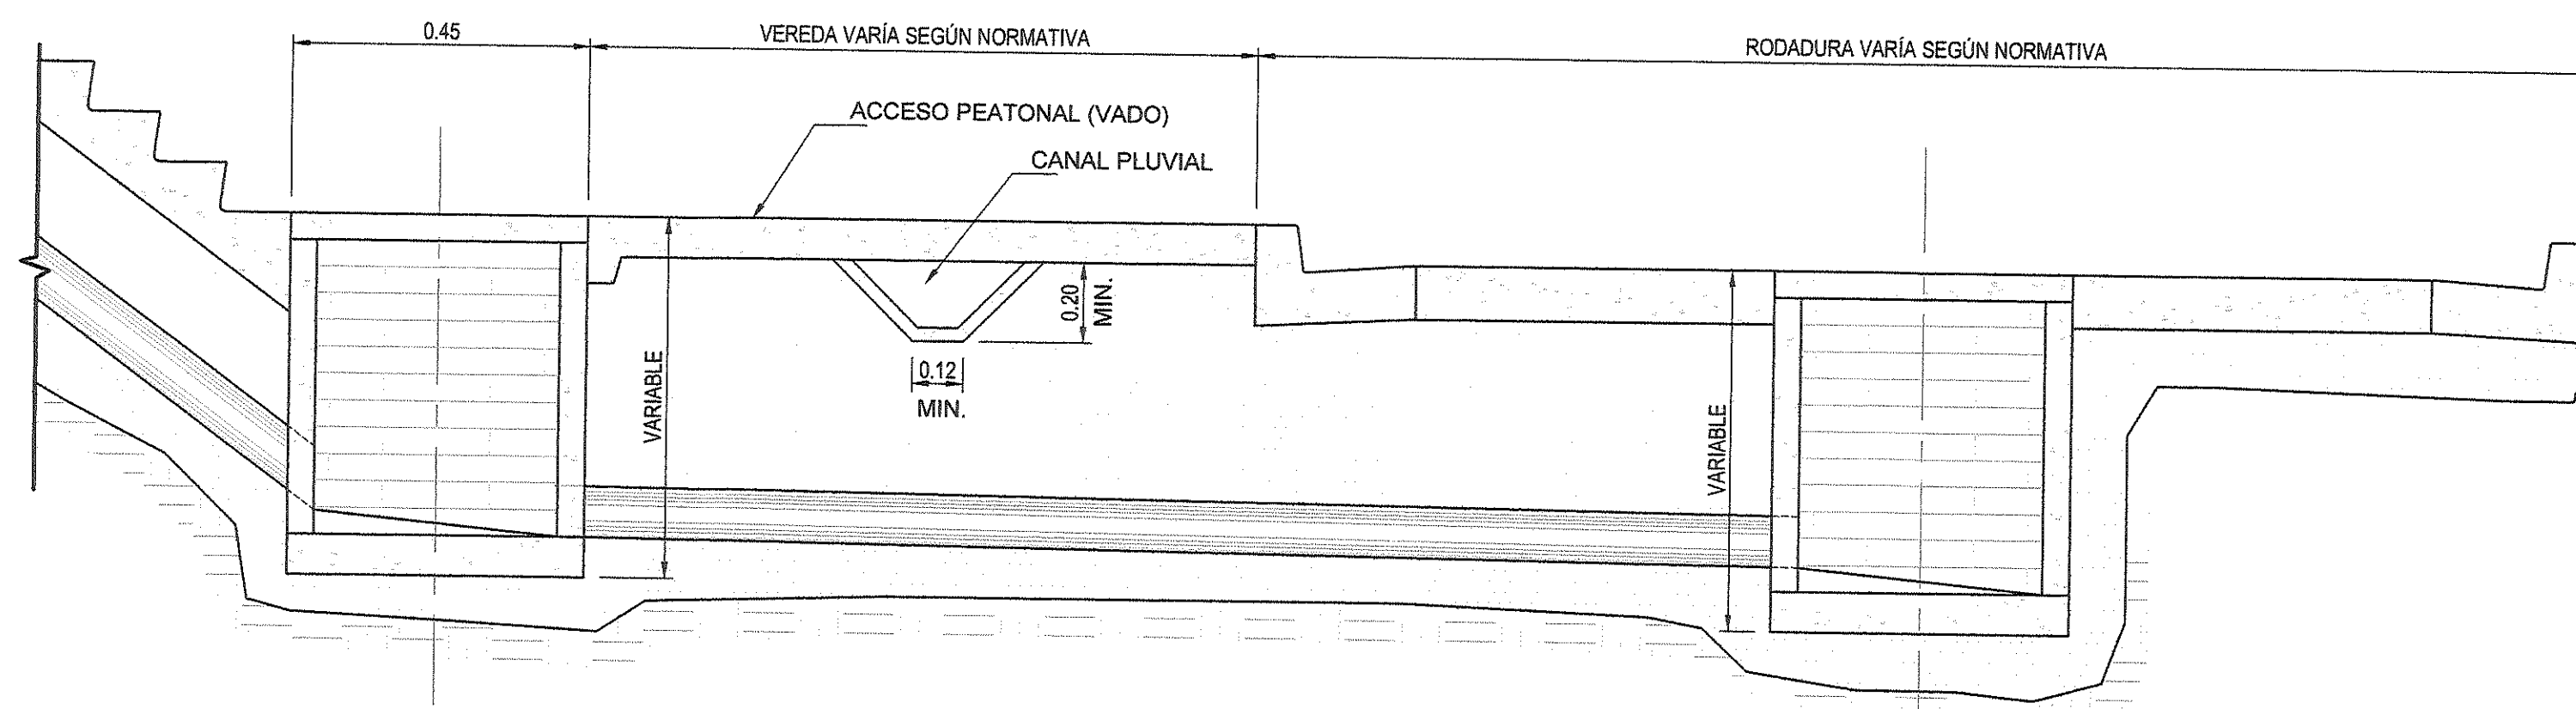 0.45
VEREDA VARÍA SEGÚN NORMATIVA
RODADURA VARÍA SEGÚN NORMATIVA
ACCESO PEATONAL (VADO)
CANAL PLUVIAL
0.20
MIN.
VARIABLE
0.12
MIN.
VARIABLE